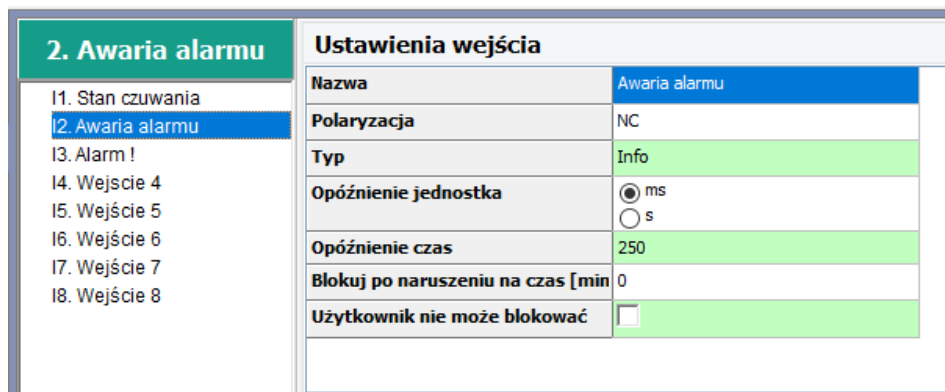 2. Awaria alarmu
I1. Stan czuwania
I2. Awaria alarmu
I3. Alarm !
I4. Wejscie 4
I5. Wejście 5
I6. Wejście 6
I7. Wejście 7
I8. Wejście 8
Ustawienia wejścia
Nazwa Awaria alarmu
Polaryzacja NC
Typ Info
Opóźnienie jednostka ms
s
Opóźnienie czas 250
Blokuj po naruszeniu na czas [min 0
Użytkownik nie może blokować